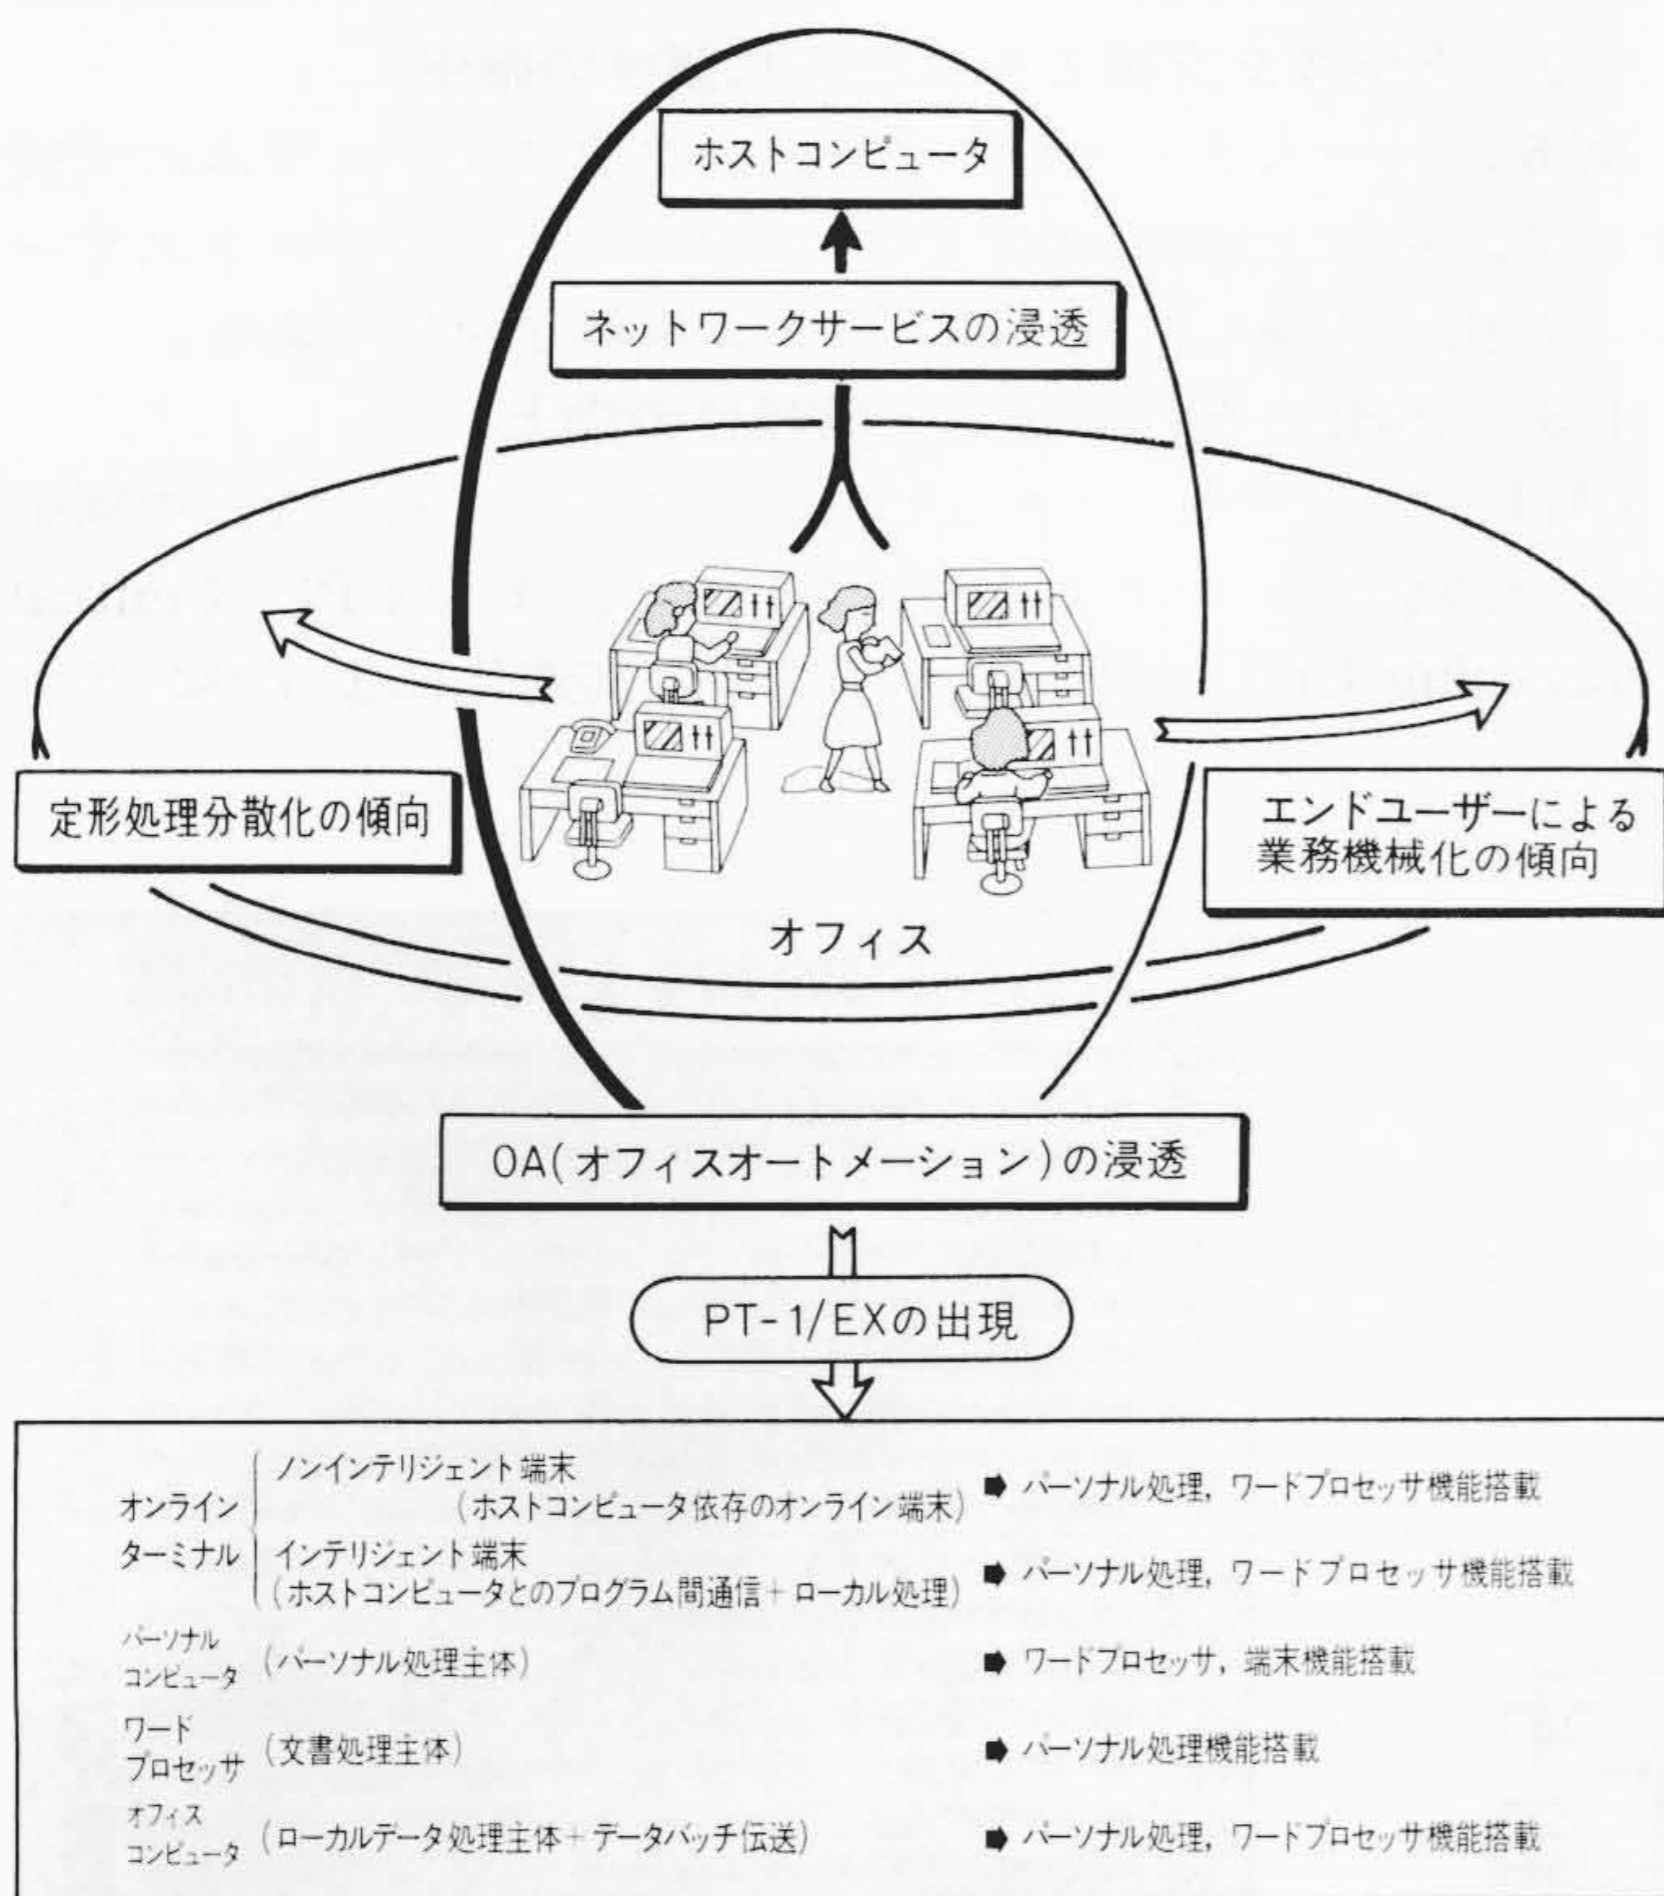 ホストコンピュータ
ネットワークサービスの浸透
定形処理分散化の傾向
エンドユーザーによる
業務機械化の傾向
オフィス
OA(オフィスオートメーション)の浸透
PT-1/EXの出現
オンライン
ターミナル
ノンインテリジェント端末
(ホストコンピュータ依存のオンライン端末)
➡ パーソナル処理, ワードプロセッサ機能搭載
インテリジェント端末
(ホストコンピュータとのプログラム間通信+ローカル処理)
➡ パーソナル処理, ワードプロセッサ機能搭載
パーソナル
コンピュータ
(パーソナル処理主体)
➡ ワードプロセッサ, 端末機能搭載
ワード
プロセッサ
(文書処理主体)
➡ パーソナル処理機能搭載
オフィス
コンピュータ
(ローカルデータ処理主体+データバッチ伝送)
➡ パーソナル処理, ワードプロセッサ機能搭載